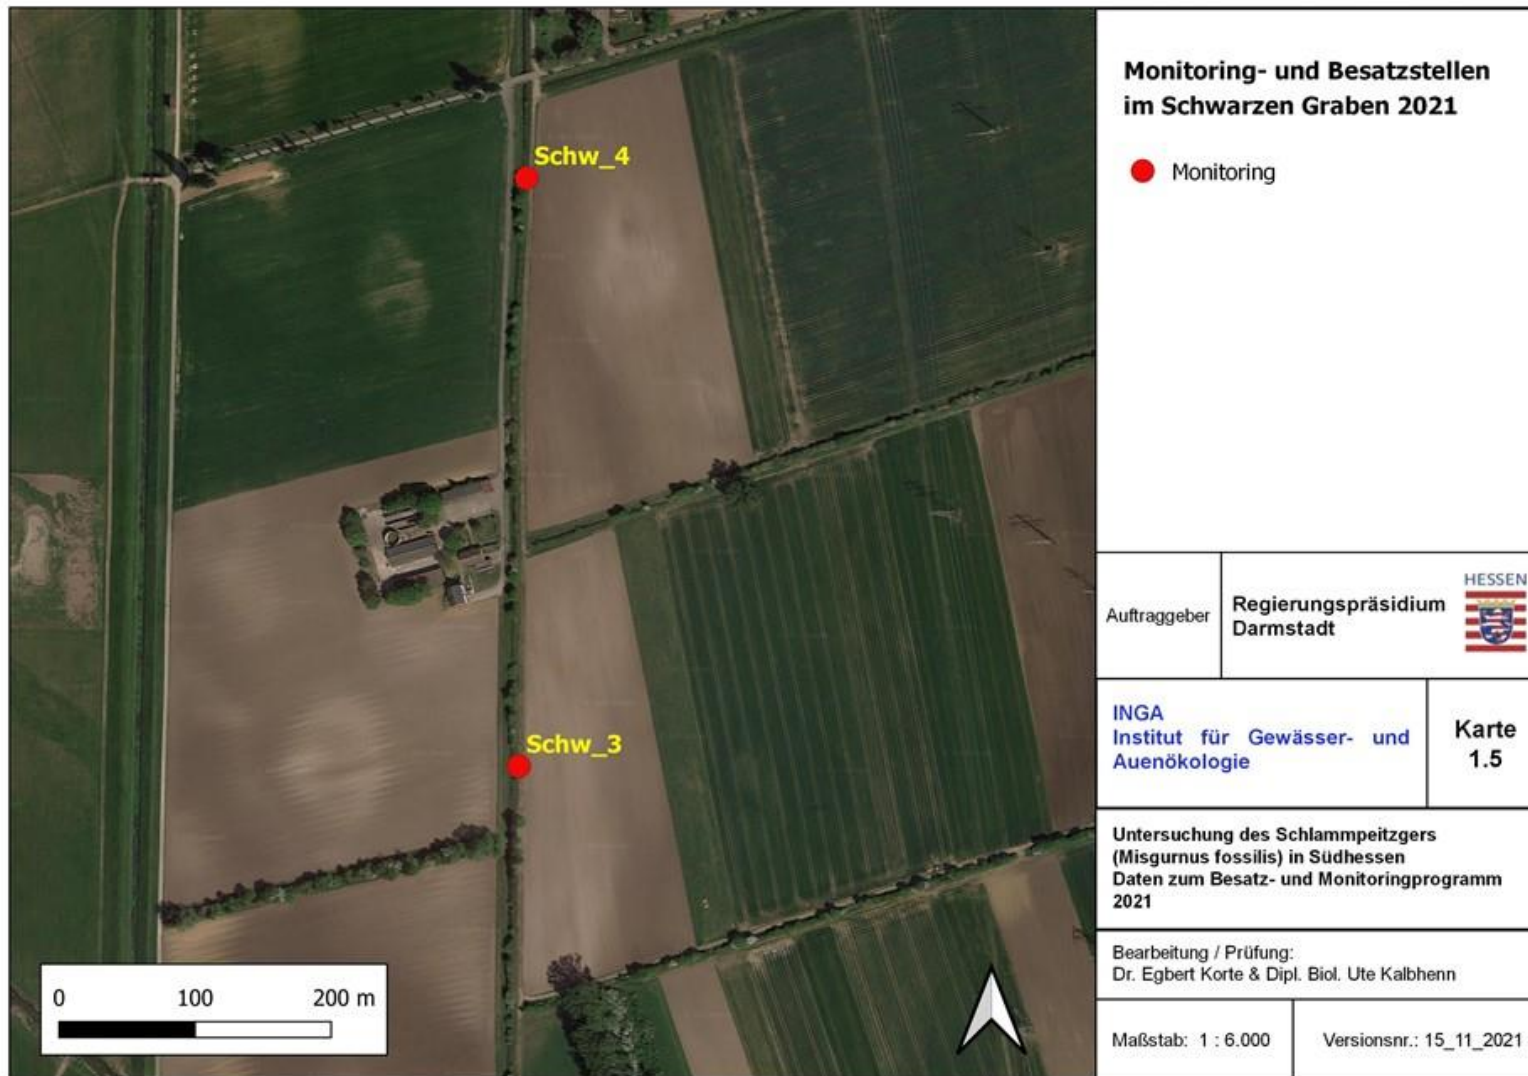 Schw_4
Schw_3
0 100 200 m
Monitoring- und Besatzstellen
im Schwarzen Graben 2021
Monitoring
Auftraggeber
Regierungspräsidium
Darmstadt
HESSEN
INGA
Institut für Gewässer- und
Auenökologie
Karte
1.5
Untersuchung des Schlammpeitzgers
(Misgurnus fossilis) in Südhessen
Daten zum Besatz- und Monitoringprogramm
2021
Bearbeitung / Prüfung:
Dr. Egbert Korte & Dipl. Biol. Ute Kalbhenn
Maßstab: 1 : 6.000
Versionsnr.: 15_11_2021